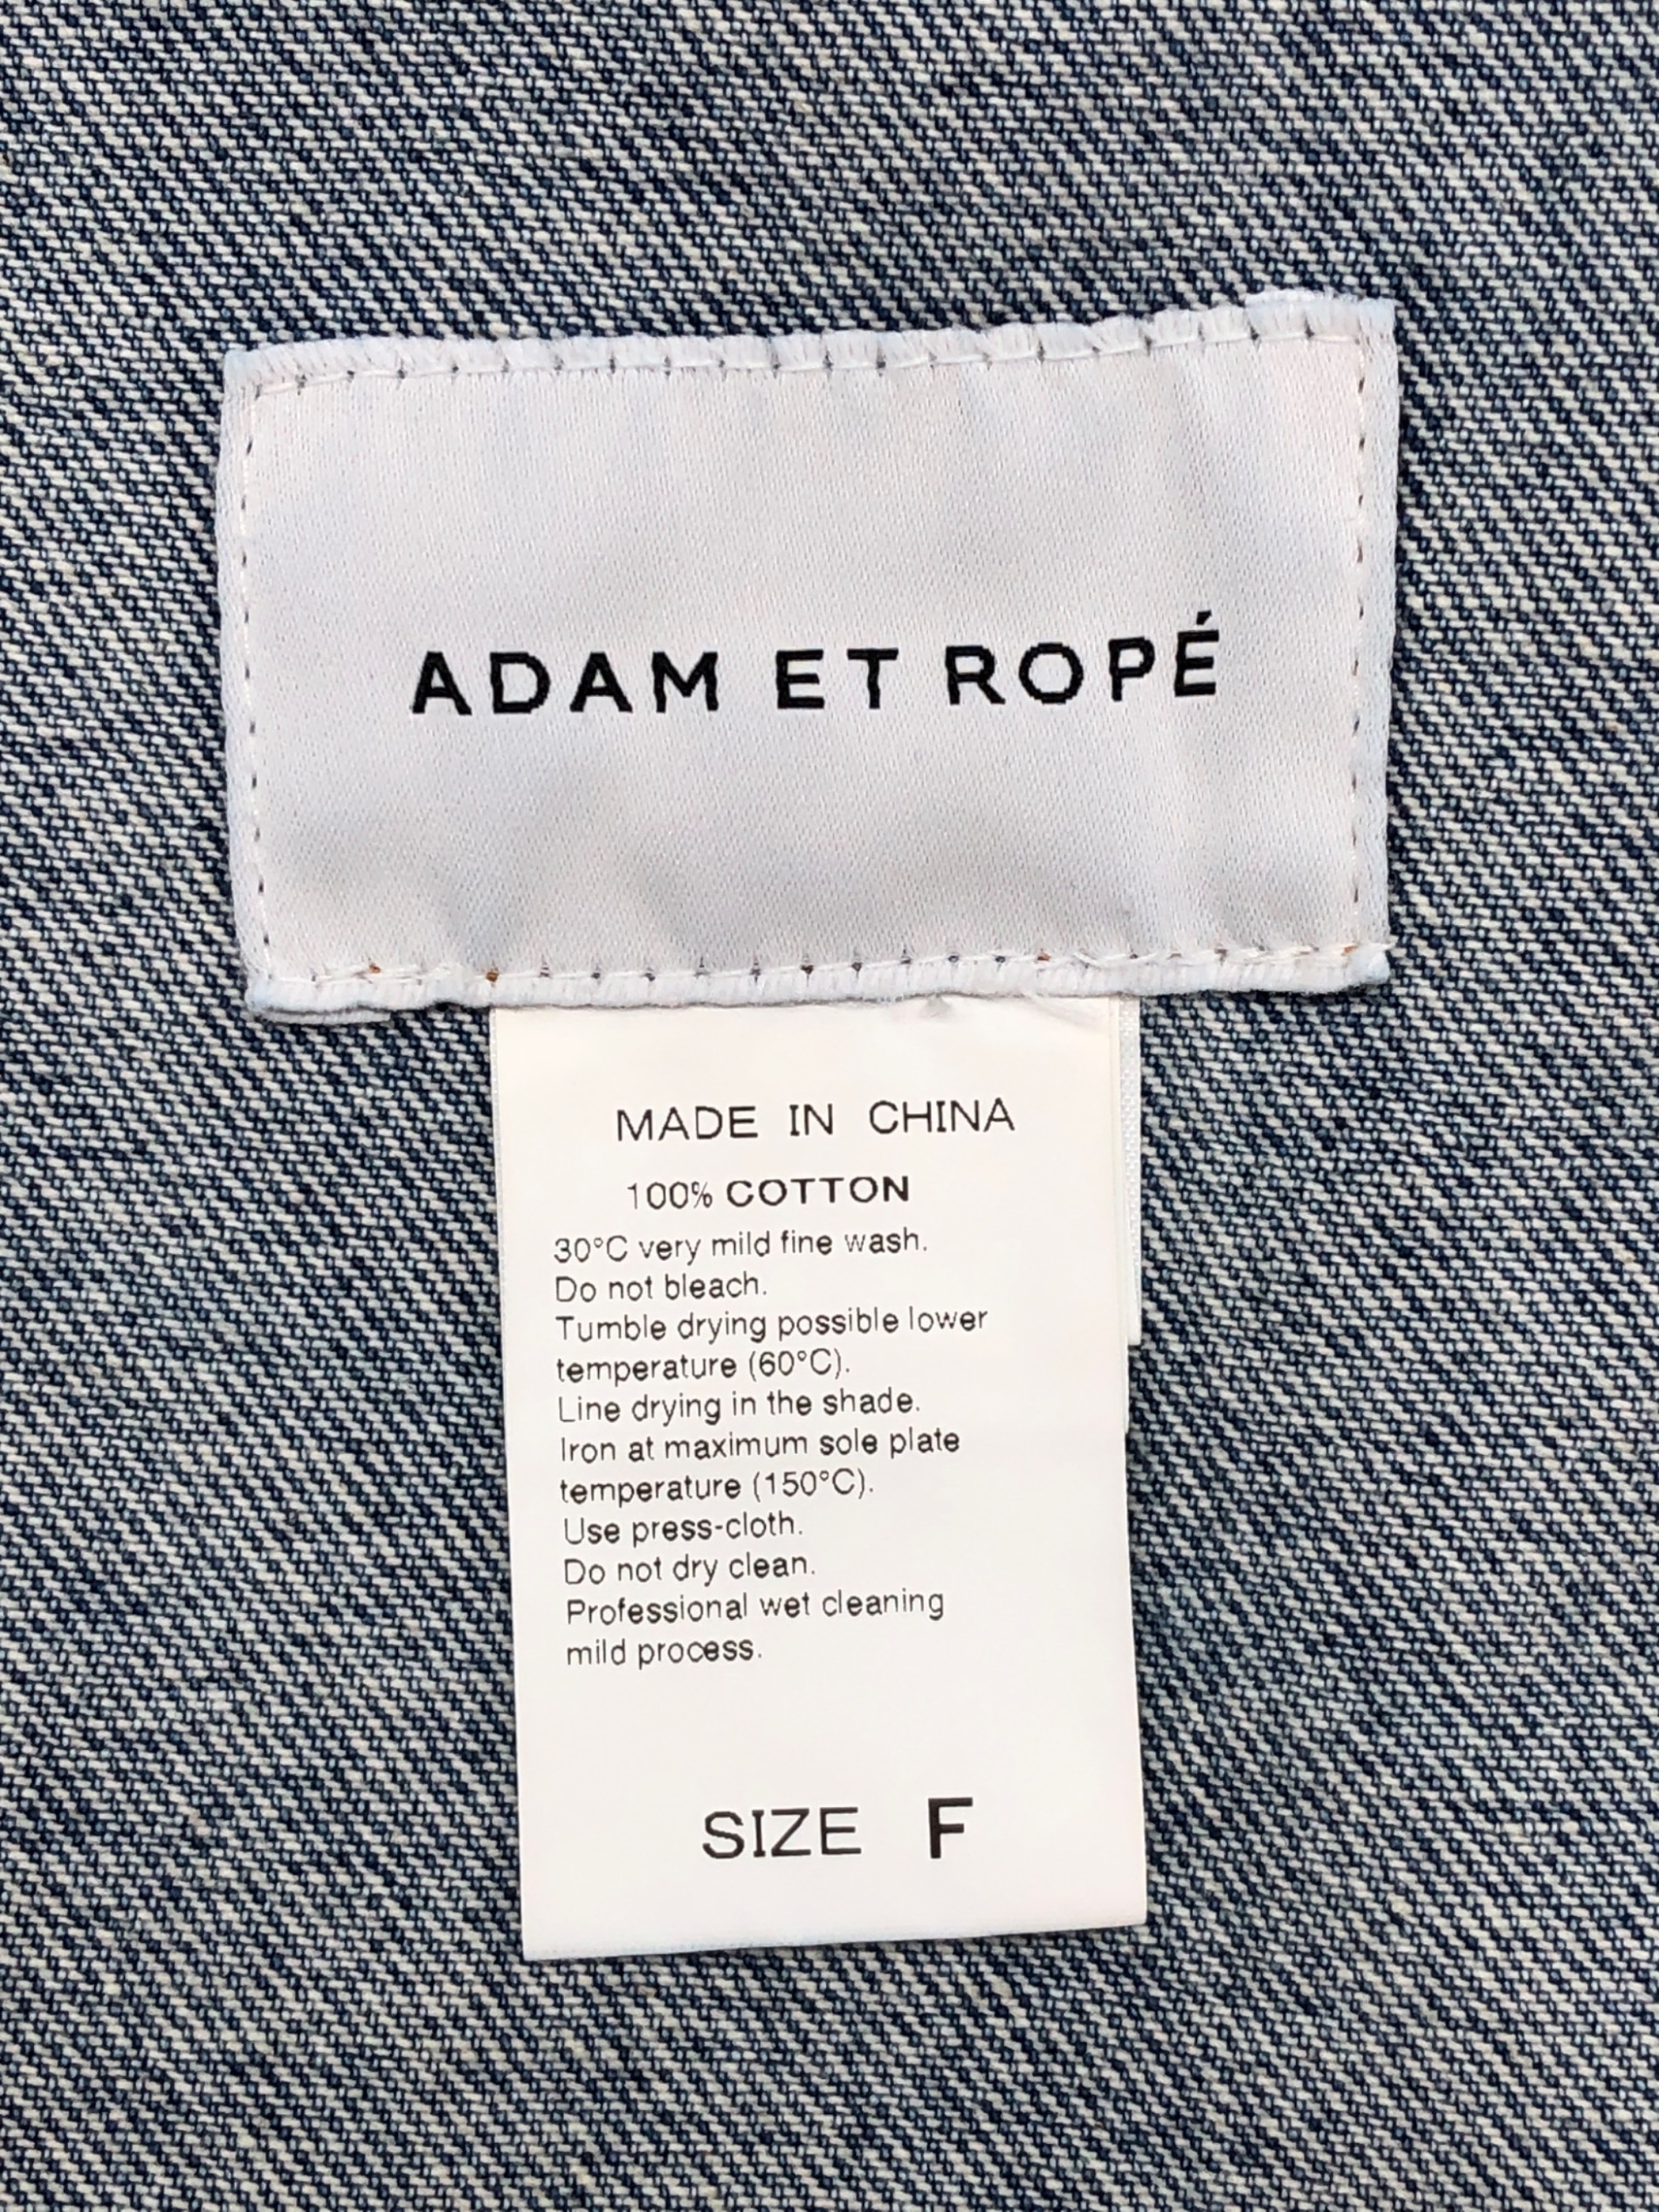 ADAM ET ROPÉ
MADE IN CHINA
100% COTTON
30°C very mild fine wash.
Do not bleach.
Tumble drying possible lower
temperature (60°C).
Line drying in the shade.
Iron at maximum sole plate
temperature (150°C).
Use press-cloth.
Do not dry clean.
Professional wet cleaning
mild process.
SIZE F